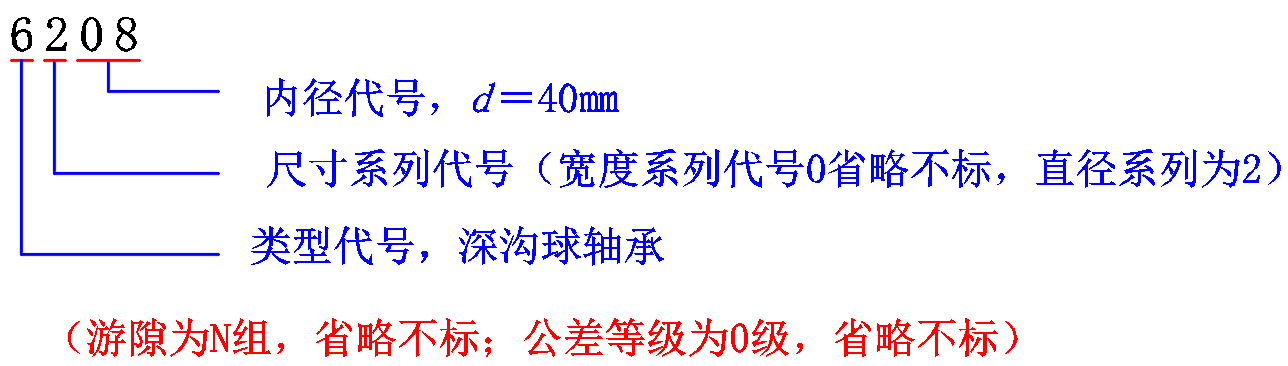 6208
内径代号，d＝40mm
尺寸系列代号（宽度系列代号0省略不标，直径系列为2）
类型代号，深沟球轴承
（游隙为N组，省略不标；公差等级为0级，省略不标）